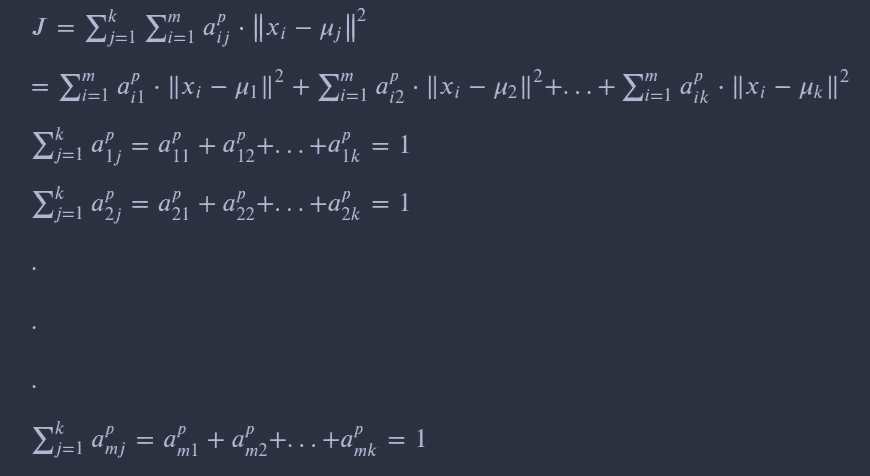 J = ∑_{j=1}^{k} ∑_{i=1}^{m} a_{ij}^{p} · ‖x_i − μ_j‖^2
= ∑_{i=1}^{m} a_{i1}^{p} · ‖x_i − μ_1‖^2 + ∑_{i=1}^{m} a_{i2}^{p} · ‖x_i − μ_2‖^2+...+ ∑_{i=1}^{m} a_{ik}^{p} · ‖x_i − μ_k‖^2
∑_{j=1}^{k} a_{1j}^{p} = a_{11}^{p} + a_{12}^{p}+...+a_{1k}^{p} = 1
∑_{j=1}^{k} a_{2j}^{p} = a_{21}^{p} + a_{22}^{p}+...+a_{2k}^{p} = 1
.
.
.
∑_{j=1}^{k} a_{mj}^{p} = a_{m1}^{p} + a_{m2}^{p}+...+a_{mk}^{p} = 1